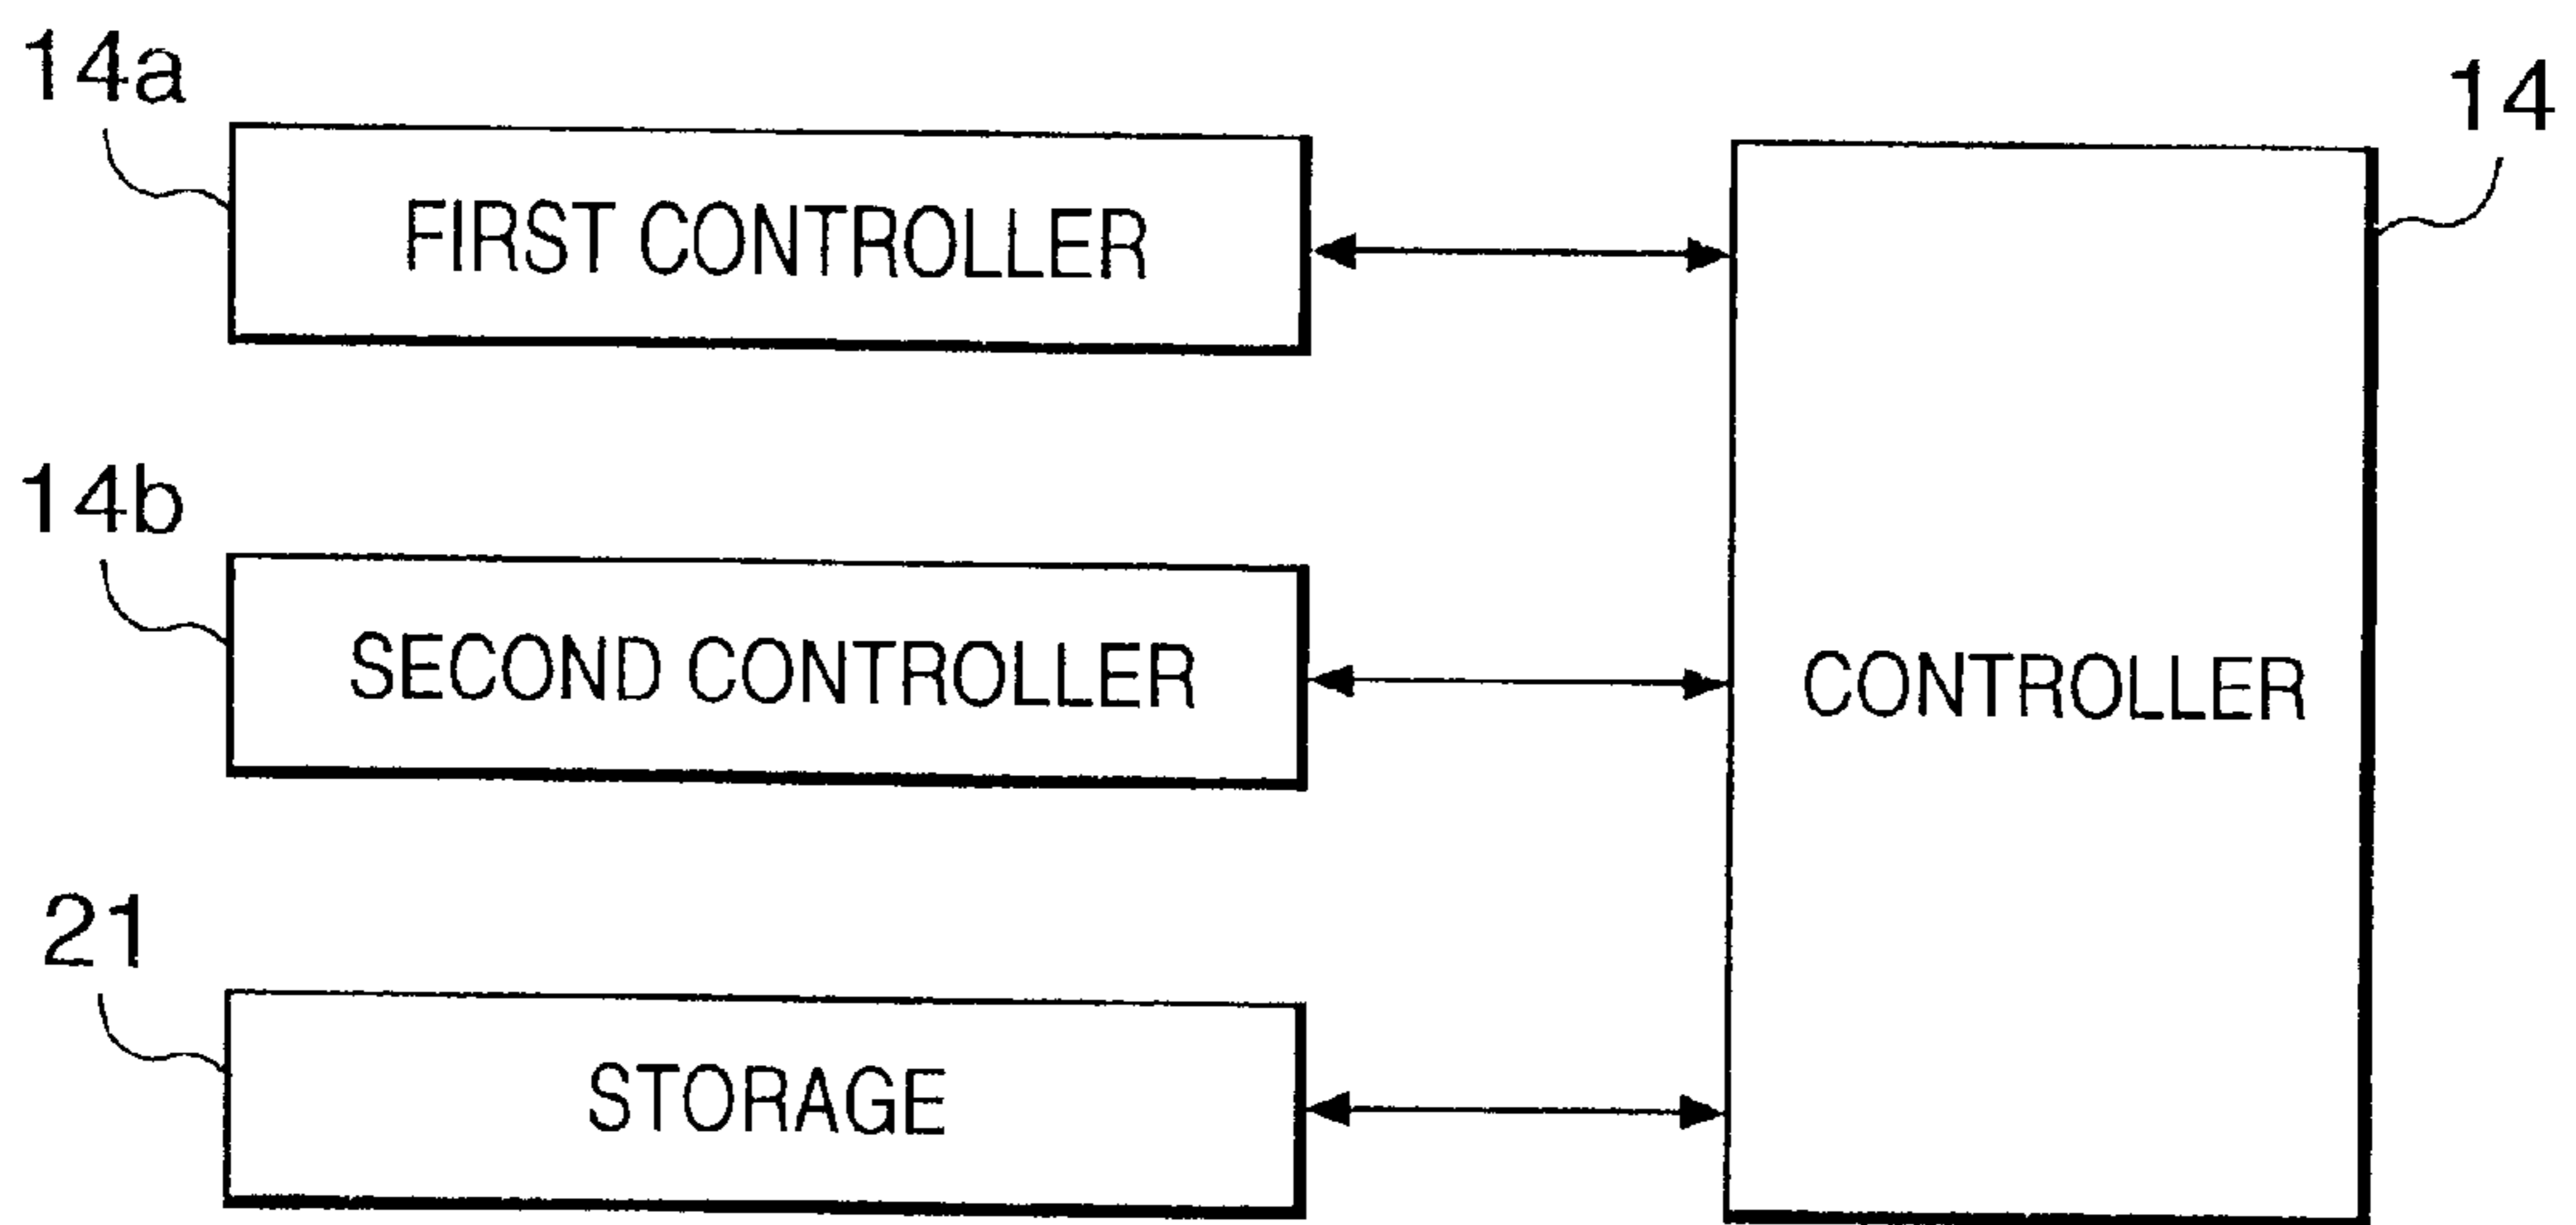 14a
FIRST CONTROLLER
14
14b
SECOND CONTROLLER
CONTROLLER
21
STORAGE